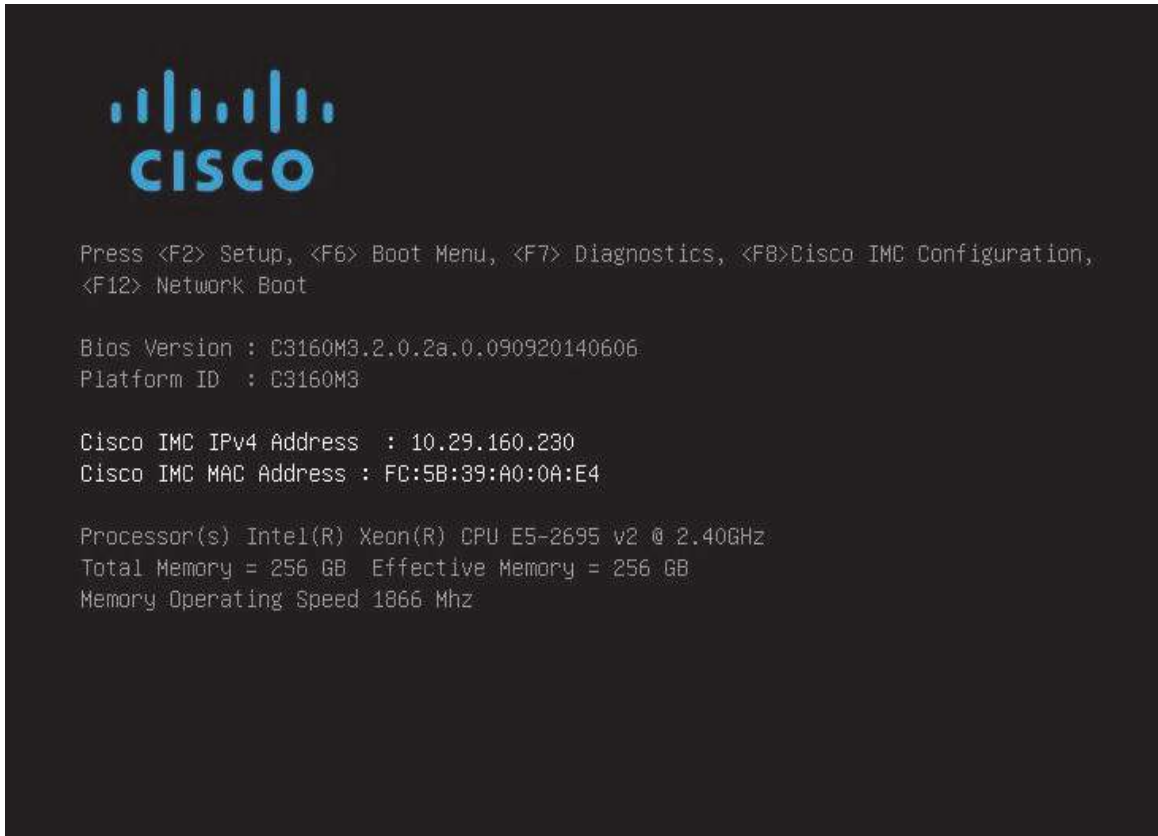 CISCO
Press <F2> Setup, <F6> Boot Menu, <F7> Diagnostics, <F8>Cisco IMC Configuration,
<F12> Network Boot
Bios Version : C3160M3.2.0.2a.0.090920140606
Platform ID  : C3160M3
Cisco IMC IPv4 Address  : 10.29.160.230
Cisco IMC MAC Address : FC:5B:39:A0:0A:E4
Processor(s) Intel(R) Xeon(R) CPU E5-2695 v2 @ 2.40GHz
Total Memory = 256 GB  Effective Memory = 256 GB
Memory Operating Speed 1866 Mhz